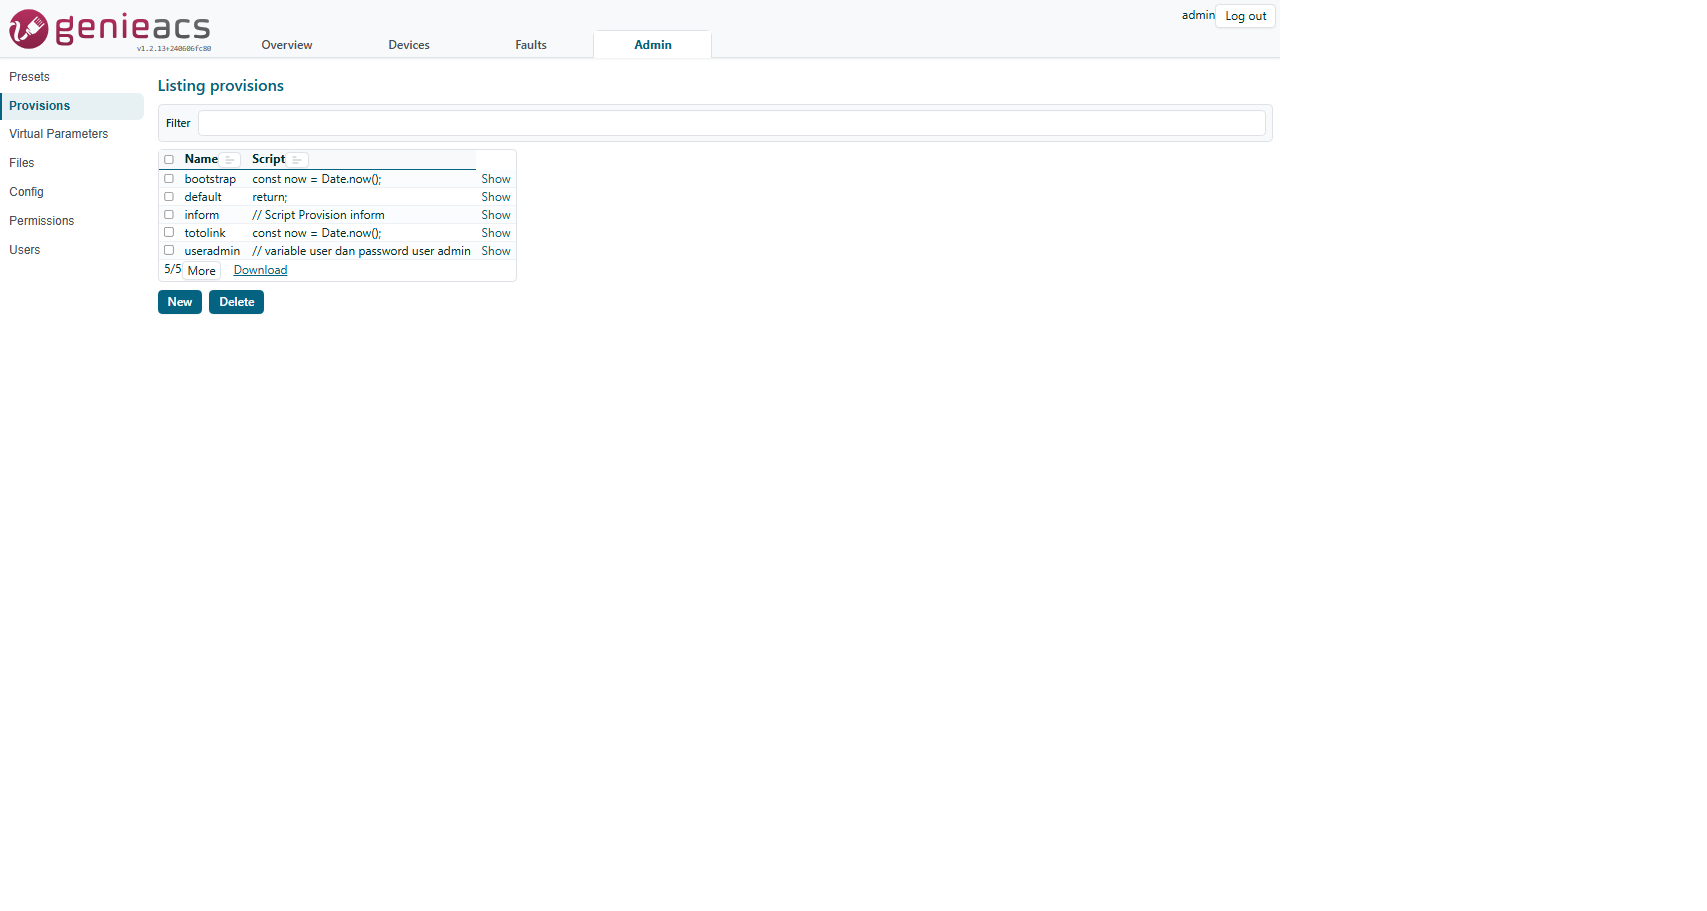 genieacs
v1.2.13+240606fc80
Overview
Devices
Faults
Admin
admin
Log out
Presets
Provisions
Virtual Parameters
Files
Config
Permissions
Users
Listing provisions
Filter
Name Script
bootstrap const now = Date.now(); Show
default return; Show
inform // Script Provision inform Show
totolink const now = Date.now(); Show
useradmin // variable user dan password user admin Show
5/5 More Download
New Delete